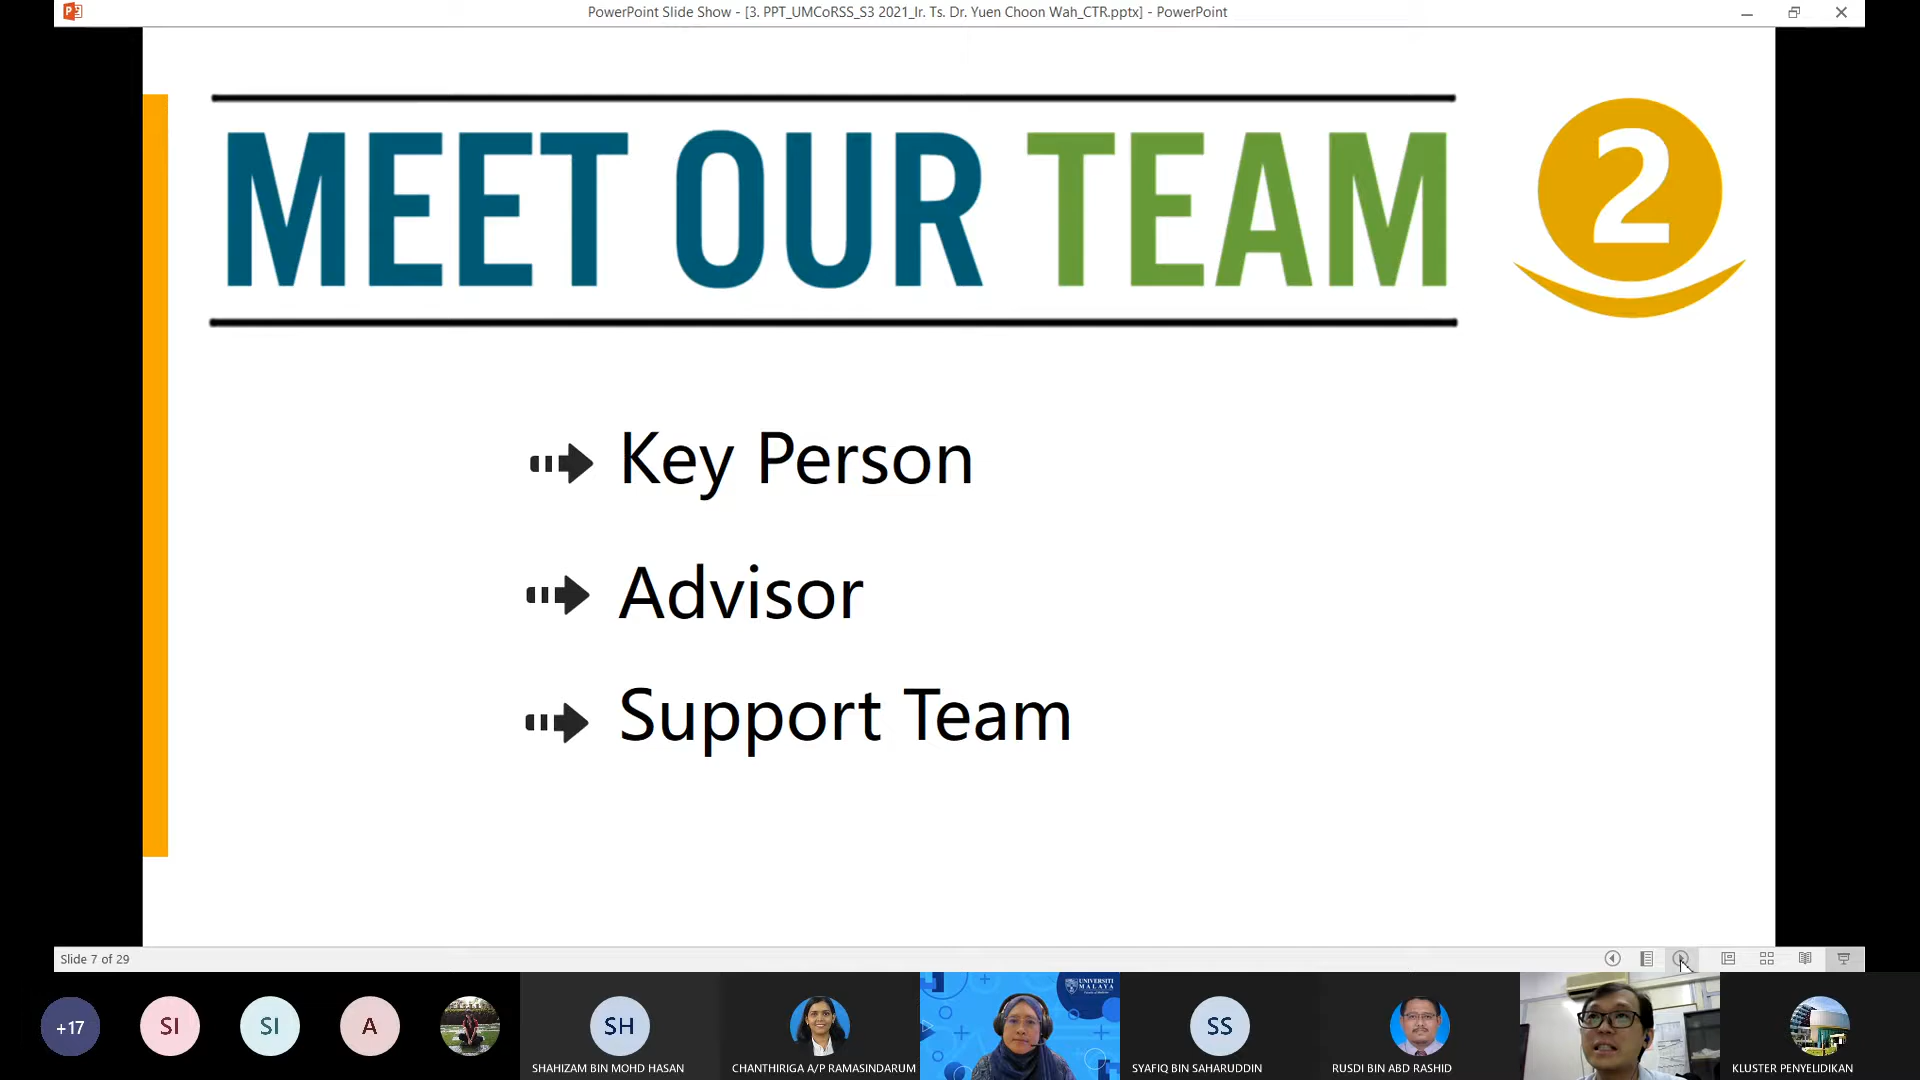 PowerPoint Slide Show - [3. PPT_UMCoRSS_S3 2021_Ir. Ts. Dr. Yuen Choon Wah_CTR.pptx] - PowerPoint
MEET OUR TEAM
2
Key Person
Advisor
Support Team
Slide 7 of 29
+17
SI
SI
A
SH
SHAHIZAM BIN MOHD HASAN
CHANTHIRIGA A/P RAMASINDARUM
UNIVERSITI
MALAYA
SS
SYAFIQ BIN SAHARUDDIN
RUSDI BIN ABD RASHID
KLUSTER PENYELIDIKAN